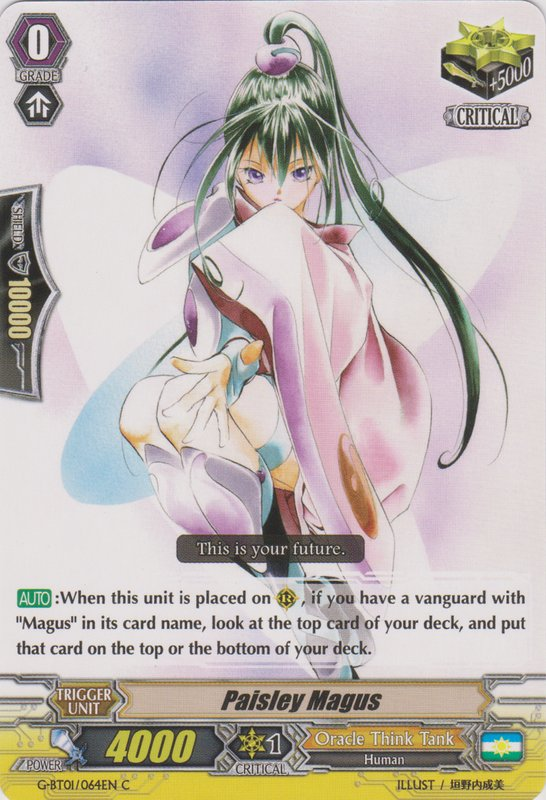 0
GRADE
+5000
CRITICAL
SHIELD
10000
This is your future.
AUTO:When this unit is placed on R, if you have a vanguard with
"Magus" in its card name, look at the top card of your deck, and put
that card on the top or the bottom of your deck.
TRIGGER
UNIT
Paisley Magus
POWER
4000
1
CRITICAL
Oracle Think Tank
Human
G-BT01/064EN C
ILLUST / 垣野内成美